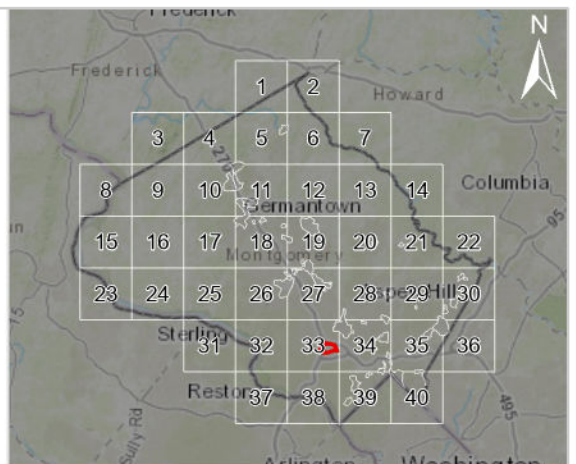 Frederick
N
Frederick
1 2
Howard
3 4 5 6 7
270
8 9 10 11 12 13 14
Columbia
Germantown
95
15 16 17 18 19 20 21 22
Montgomery
23 24 25 26 27 28 29 30
Aspen Hill
15
Sterling
31 32 33 34 35 36
Reston
37 38 39 40
495
Sully Rd
Arlington
Washington